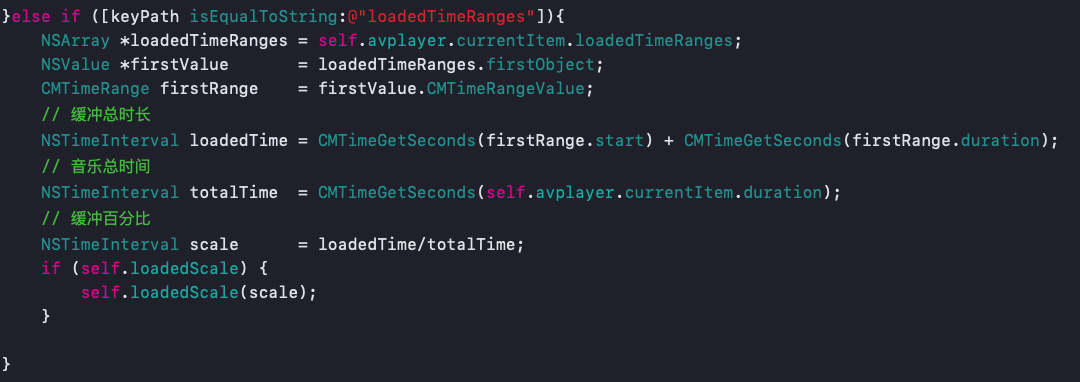 }else if ([keyPath isEqualToString:@"loadedTimeRanges"]){
    NSArray *loadedTimeRanges = self.avplayer.currentItem.loadedTimeRanges;
    NSValue *firstValue       = loadedTimeRanges.firstObject;
    CMTimeRange firstRange    = firstValue.CMTimeRangeValue;
    // 缓冲总时长
    NSTimeInterval loadedTime = CMTimeGetSeconds(firstRange.start) + CMTimeGetSeconds(firstRange.duration);
    // 音乐总时间
    NSTimeInterval totalTime  = CMTimeGetSeconds(self.avplayer.currentItem.duration);
    // 缓冲百分比
    NSTimeInterval scale      = loadedTime/totalTime;
    if (self.loadedScale) {
        self.loadedScale(scale);
    }
}